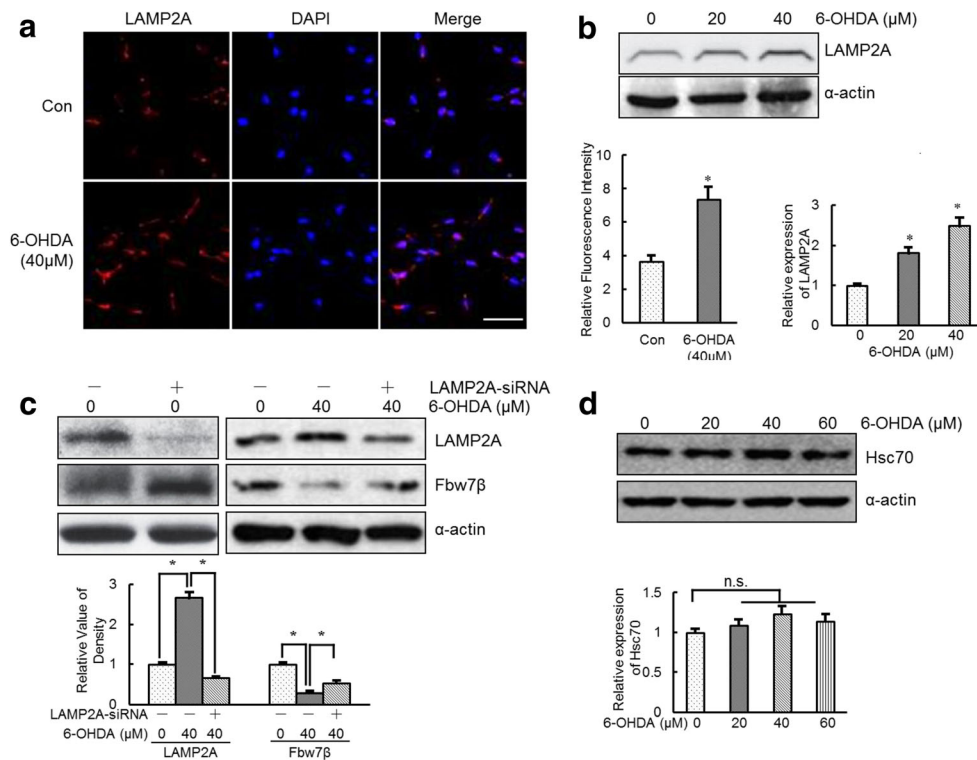 a
LAMP2A DAPI Merge
Con
6-OHDA
(40μM)
b
0 20 40
6-OHDA (μM)
LAMP2A
α-actin
Relative Fluorescence Intensity
10
8
6
4
2
0
*
Con 6-OHDA
(40μM)
Relative expression
of LAMP2A
3
2
1
0
* *
0 20 40
6-OHDA (μM)
c
− + − − + LAMP2A-siRNA
0 0 0 40 40 6-OHDA (μM)
LAMP2A
Fbw7β
α-actin
Relative Value of
Density
3
2
1
0
* * * *
LAMP2A-siRNA − − + − − +
6-OHDA (μM) 0 40 40 0 40 40
LAMP2A Fbw7β
d
0 20 40 60 6-OHDA (μM)
Hsc70
α-actin
Relative expression
of Hsc70
1.5
1
0.5
0
n.s.
6-OHDA (μM) 0 20 40 60